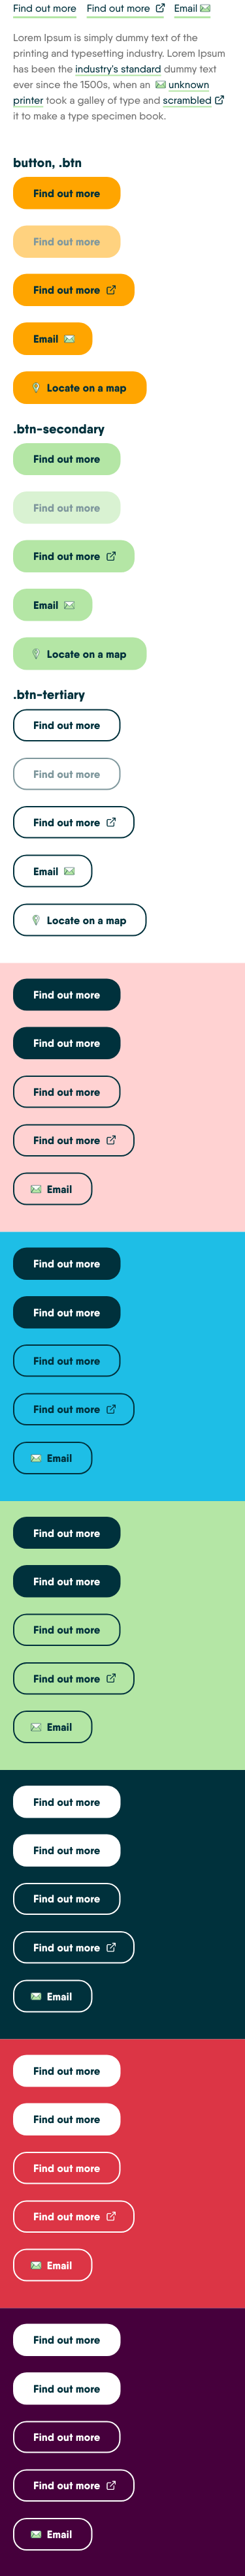 Find out more Find out more Email
Lorem Ipsum is simply dummy text of the
printing and typesetting industry. Lorem Ipsum
has been the industry's standard dummy text
ever since the 1500s, when an unknown
printer took a galley of type and scrambled
it to make a type specimen book.
button, .btn
Find out more
Find out more
Find out more
Email
Locate on a map
.btn-secondary
Find out more
Find out more
Find out more
Email
Locate on a map
.btn-tertiary
Find out more
Find out more
Find out more
Email
Locate on a map
Find out more
Find out more
Find out more
Find out more
Email
Find out more
Find out more
Find out more
Find out more
Email
Find out more
Find out more
Find out more
Find out more
Email
Find out more
Find out more
Find out more
Find out more
Email
Find out more
Find out more
Find out more
Find out more
Email
Find out more
Find out more
Find out more
Find out more
Email